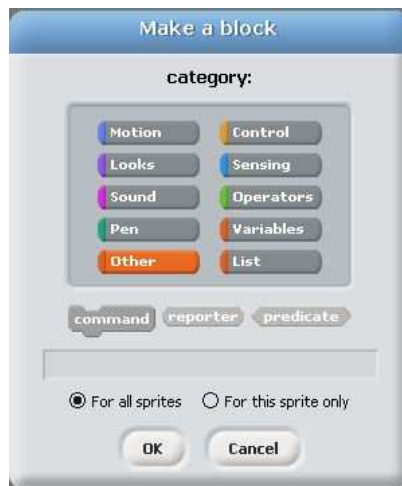 Make a block
category:
Motion Control
Looks Sensing
Sound Operators
Pen Variables
Other List
command reporter predicate
For all sprites For this sprite only
OK Cancel